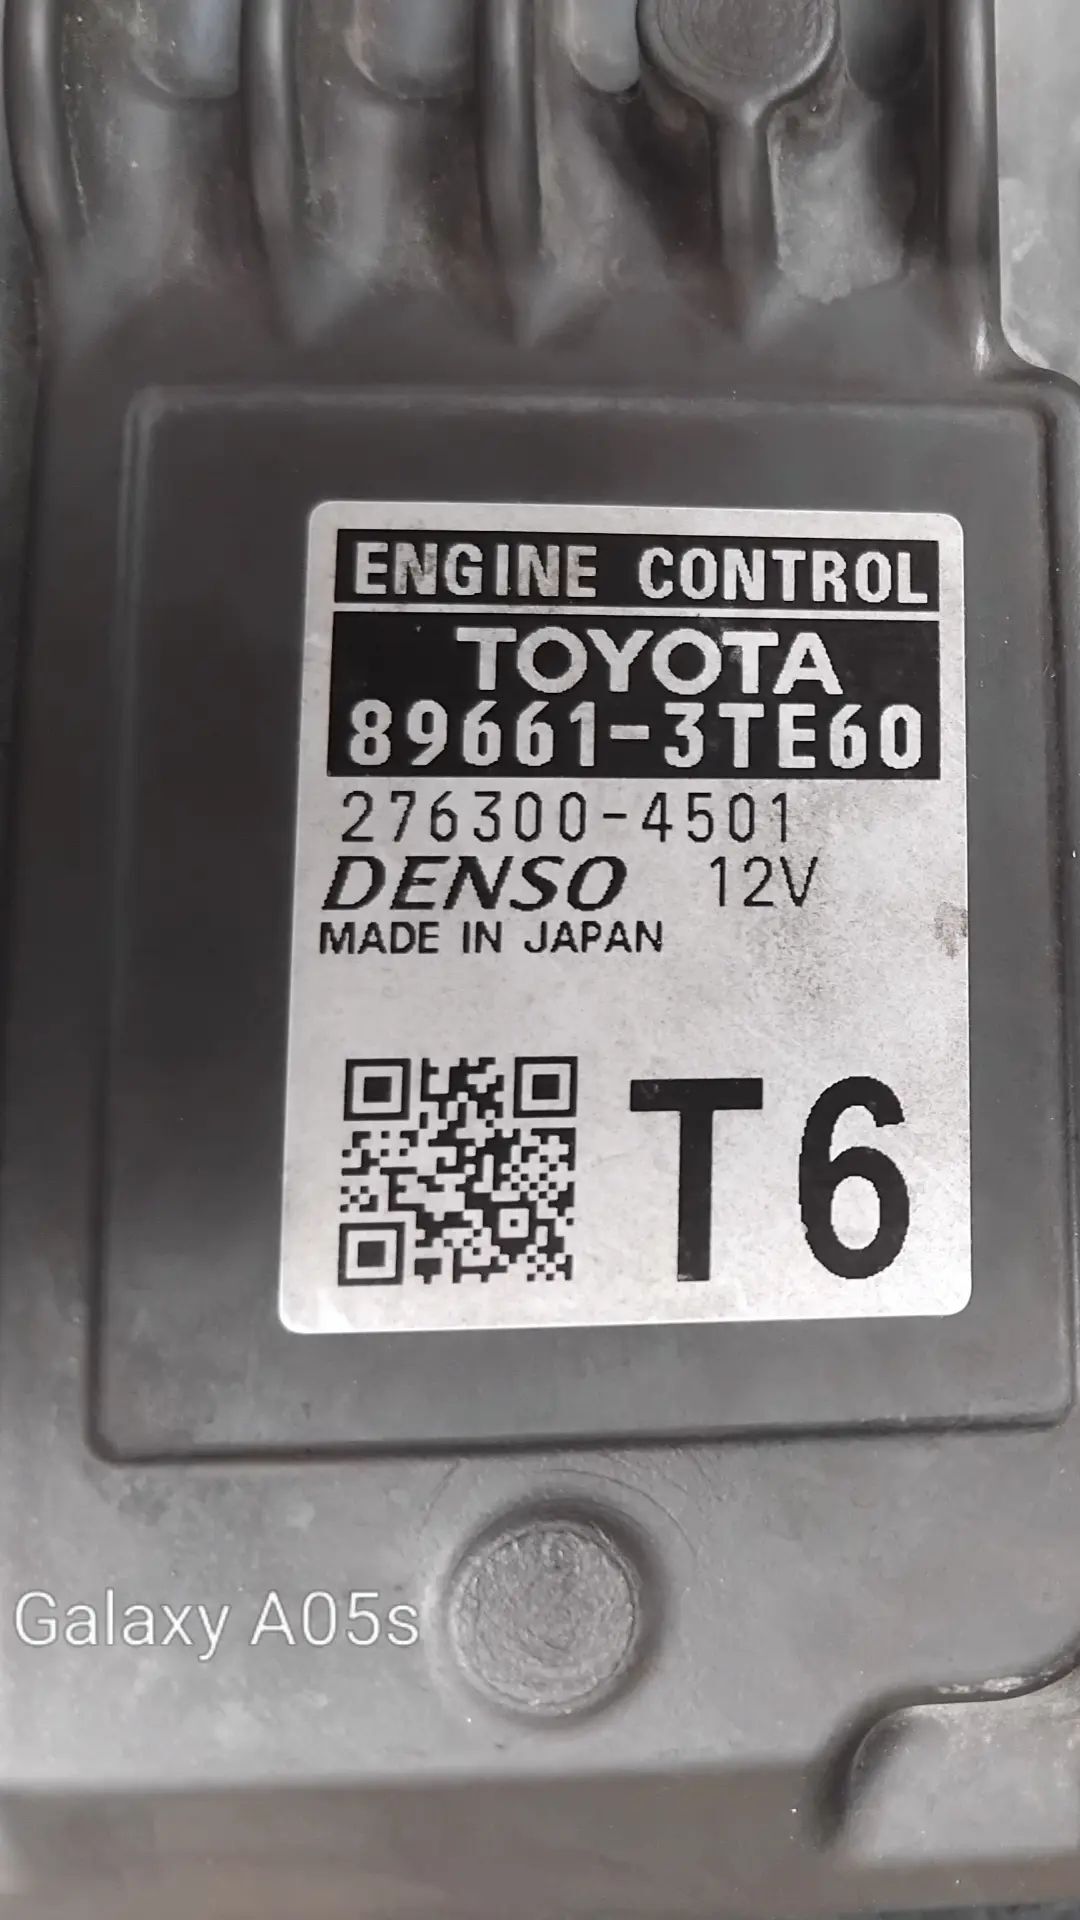 ENGINE CONTROL
TOYOTA
89661-3TE60
276300-4501
DENSO 12V
MADE IN JAPAN
T6
Galaxy A05s